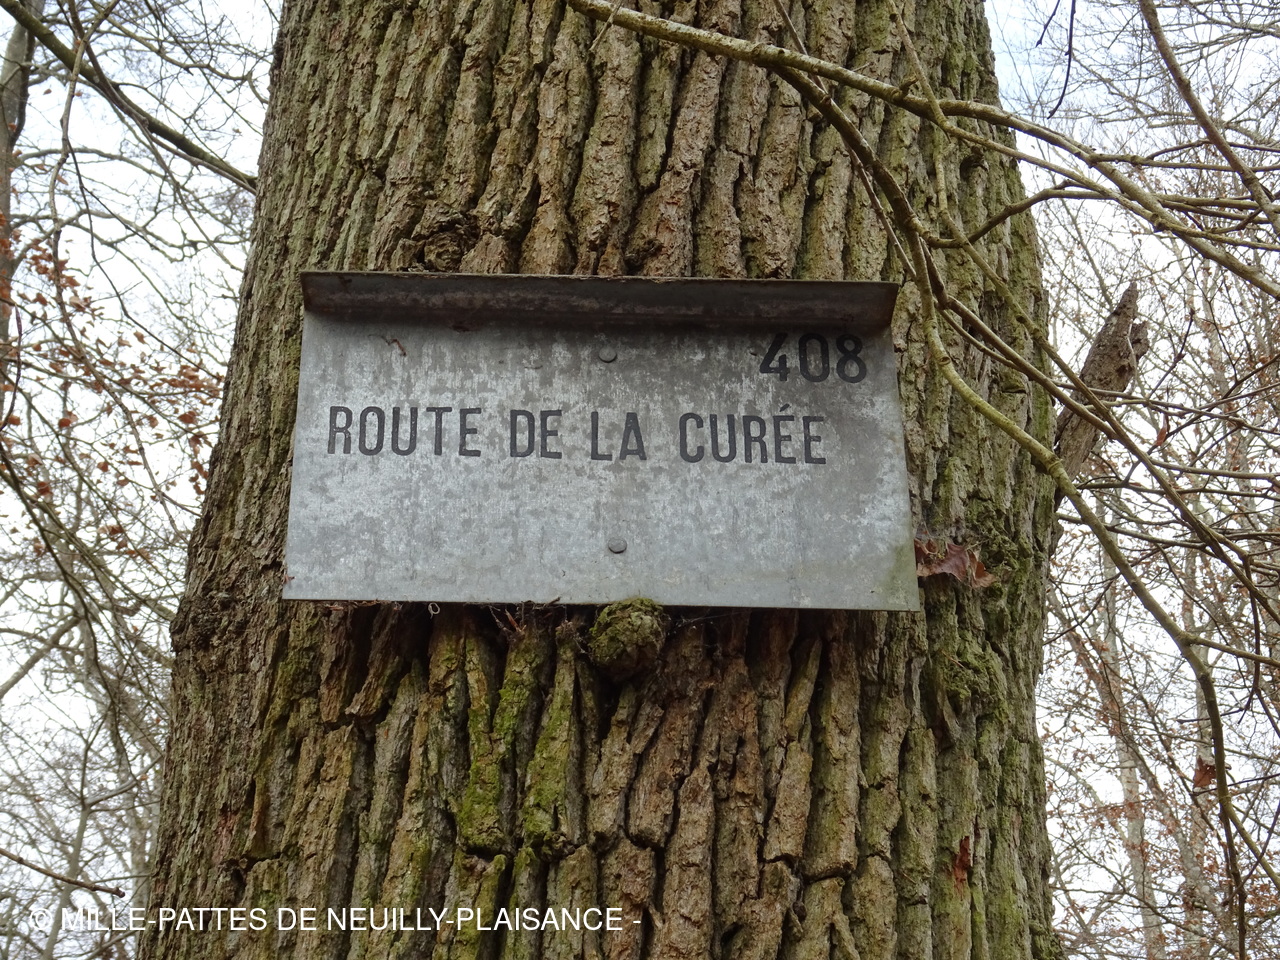 408
ROUTE DE LA CURÉE
© MILLE-PATTES DE NEUILLY-PLAISANCE -